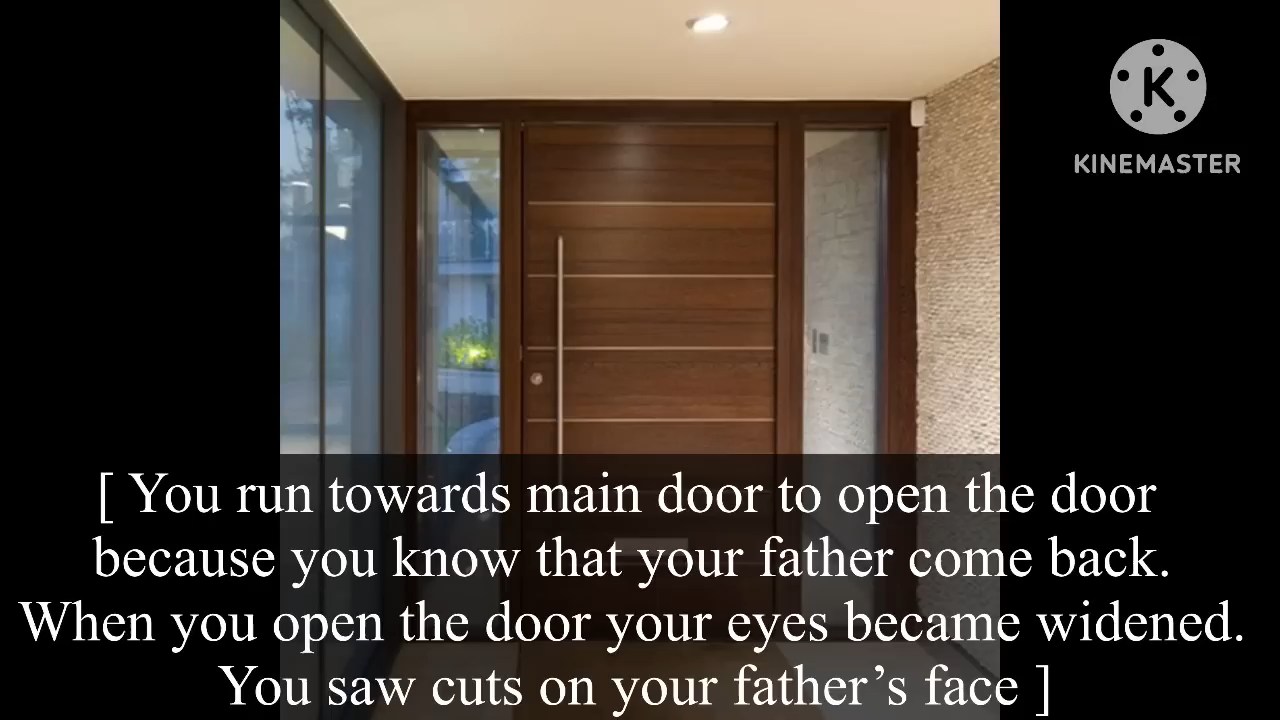 KINEMASTER
[ You run towards main door to open the door
because you know that your father come back.
When you open the door your eyes became widened.
You saw cuts on your father’s face ]